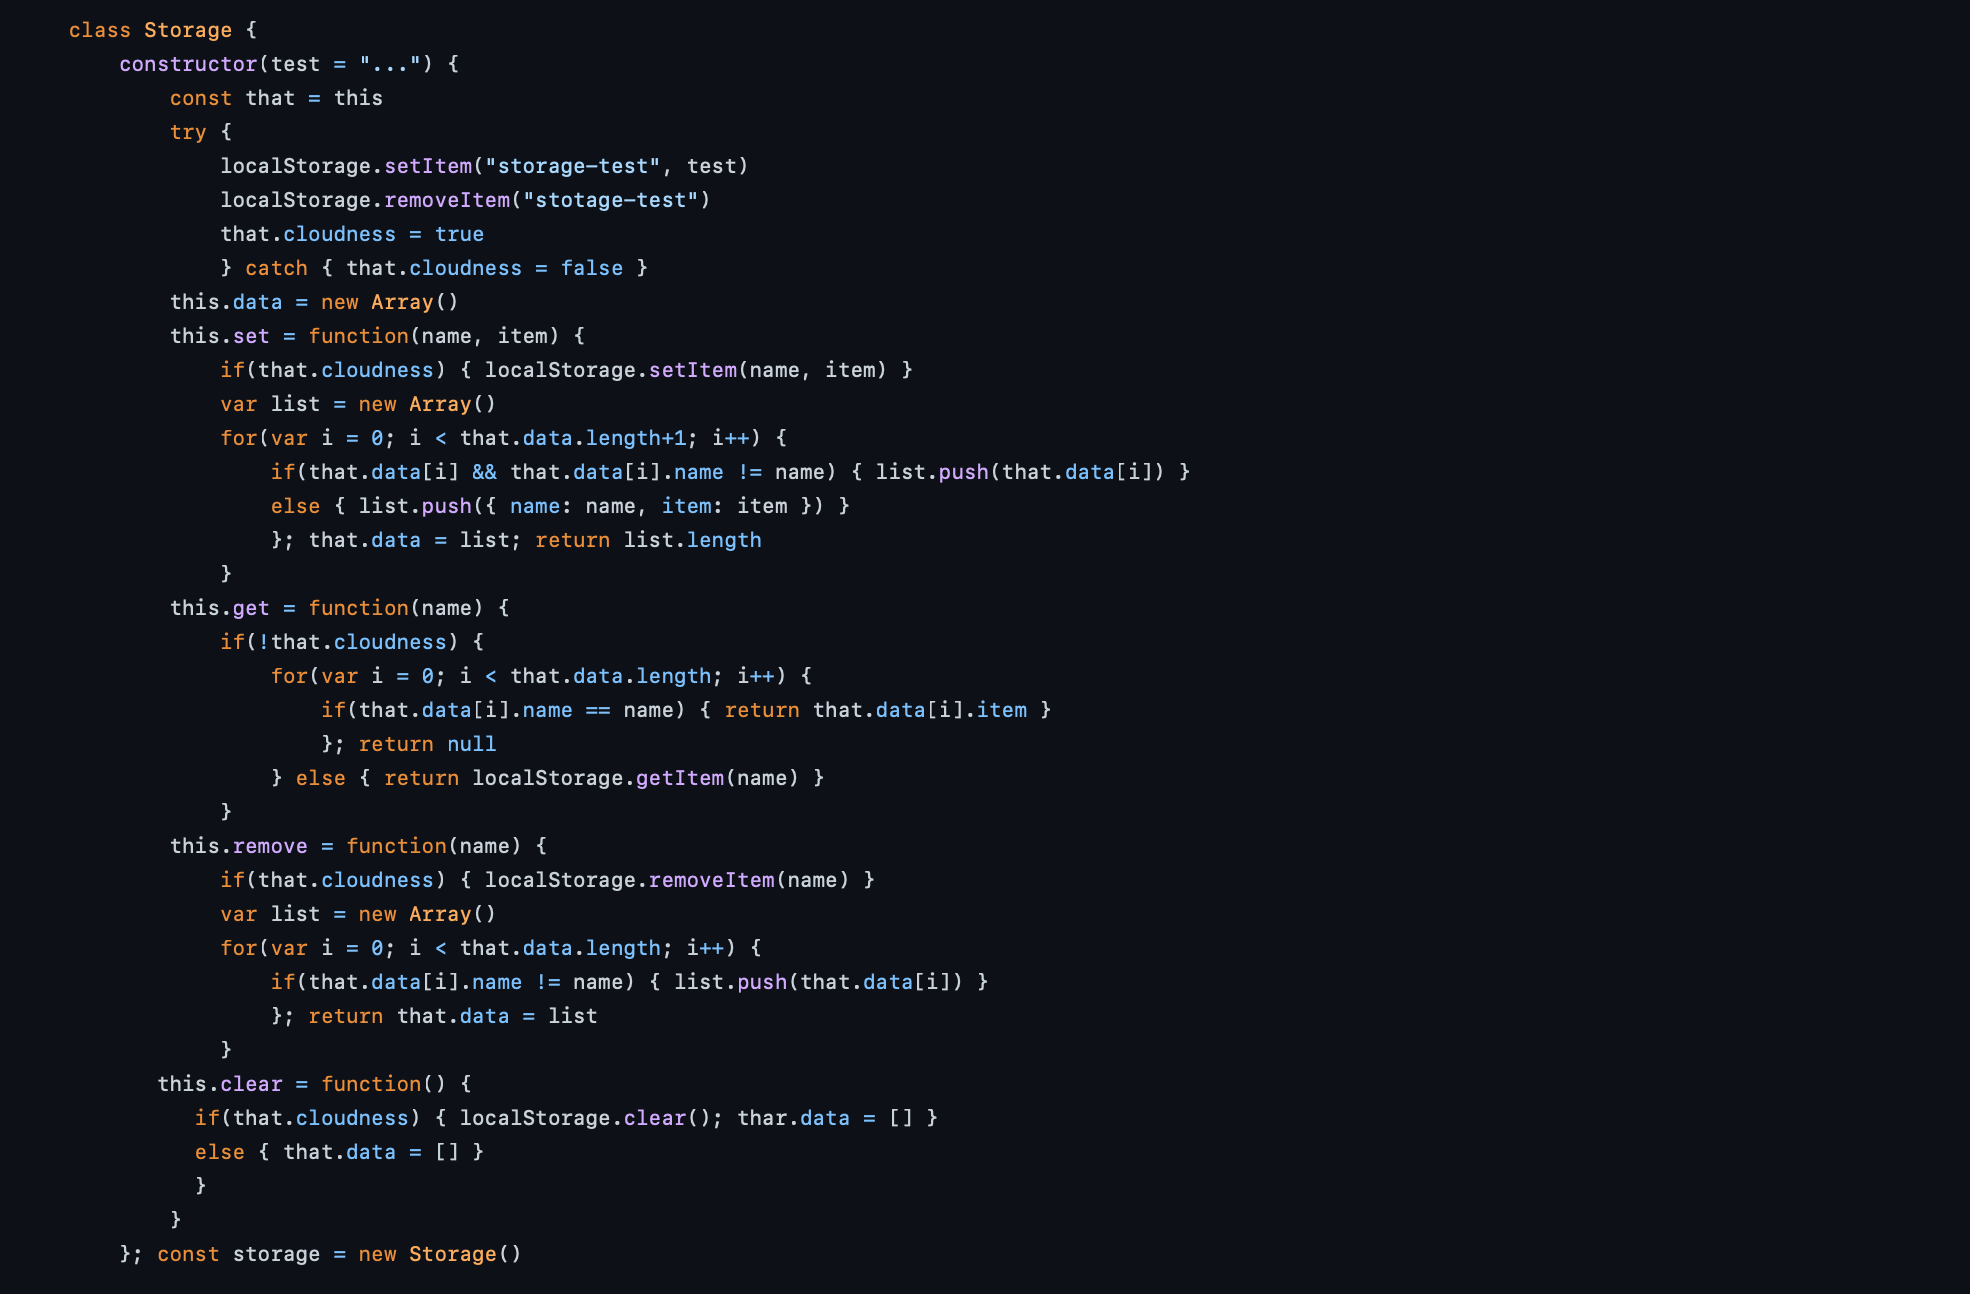 class Storage {
constructor(test = "...") {
const that = this
try {
localStorage.setItem("storage-test", test)
localStorage.removeItem("stotage-test")
that.cloudness = true
} catch { that.cloudness = false }
this.data = new Array()
this.set = function(name, item) {
if(that.cloudness) { localStorage.setItem(name, item) }
var list = new Array()
for(var i = 0; i < that.data.length+1; i++) {
if(that.data[i] && that.data[i].name != name) { list.push(that.data[i]) }
else { list.push({ name: name, item: item }) }
}; that.data = list; return list.length
}
this.get = function(name) {
if(!that.cloudness) {
for(var i = 0; i < that.data.length; i++) {
if(that.data[i].name == name) { return that.data[i].item }
}; return null
} else { return localStorage.getItem(name) }
}
this.remove = function(name) {
if(that.cloudness) { localStorage.removeItem(name) }
var list = new Array()
for(var i = 0; i < that.data.length; i++) {
if(that.data[i].name != name) { list.push(that.data[i]) }
}; return that.data = list
}
this.clear = function() {
if(that.cloudness) { localStorage.clear(); thar.data = [] }
else { that.data = [] }
}
}
}; const storage = new Storage()